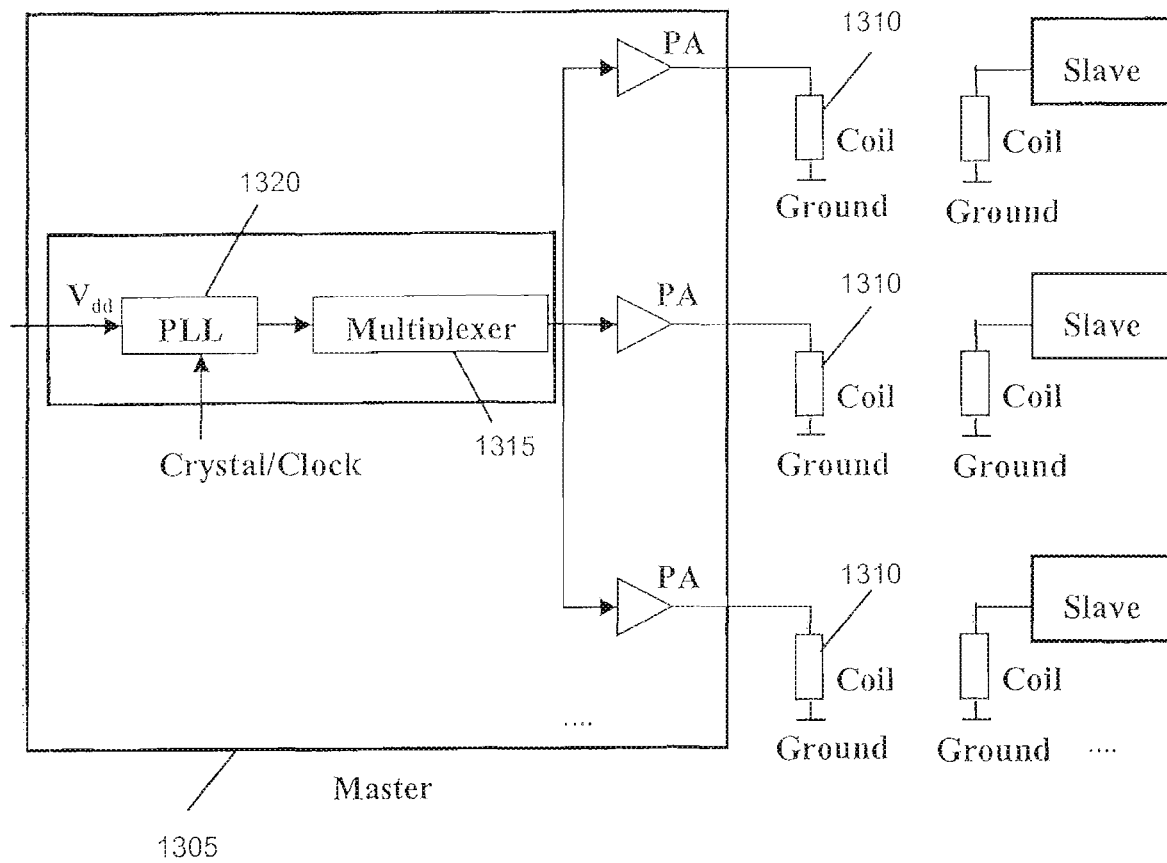 PA
1310
Slave
Coil
Coil
Ground
Ground
1320
Vdd
PLL
Multiplexer
1315
Crystal/Clock
PA
1310
Slave
Coil
Coil
Ground
Ground
PA
1310
Slave
Coil
Coil
Ground
Ground
....
....
Master
1305